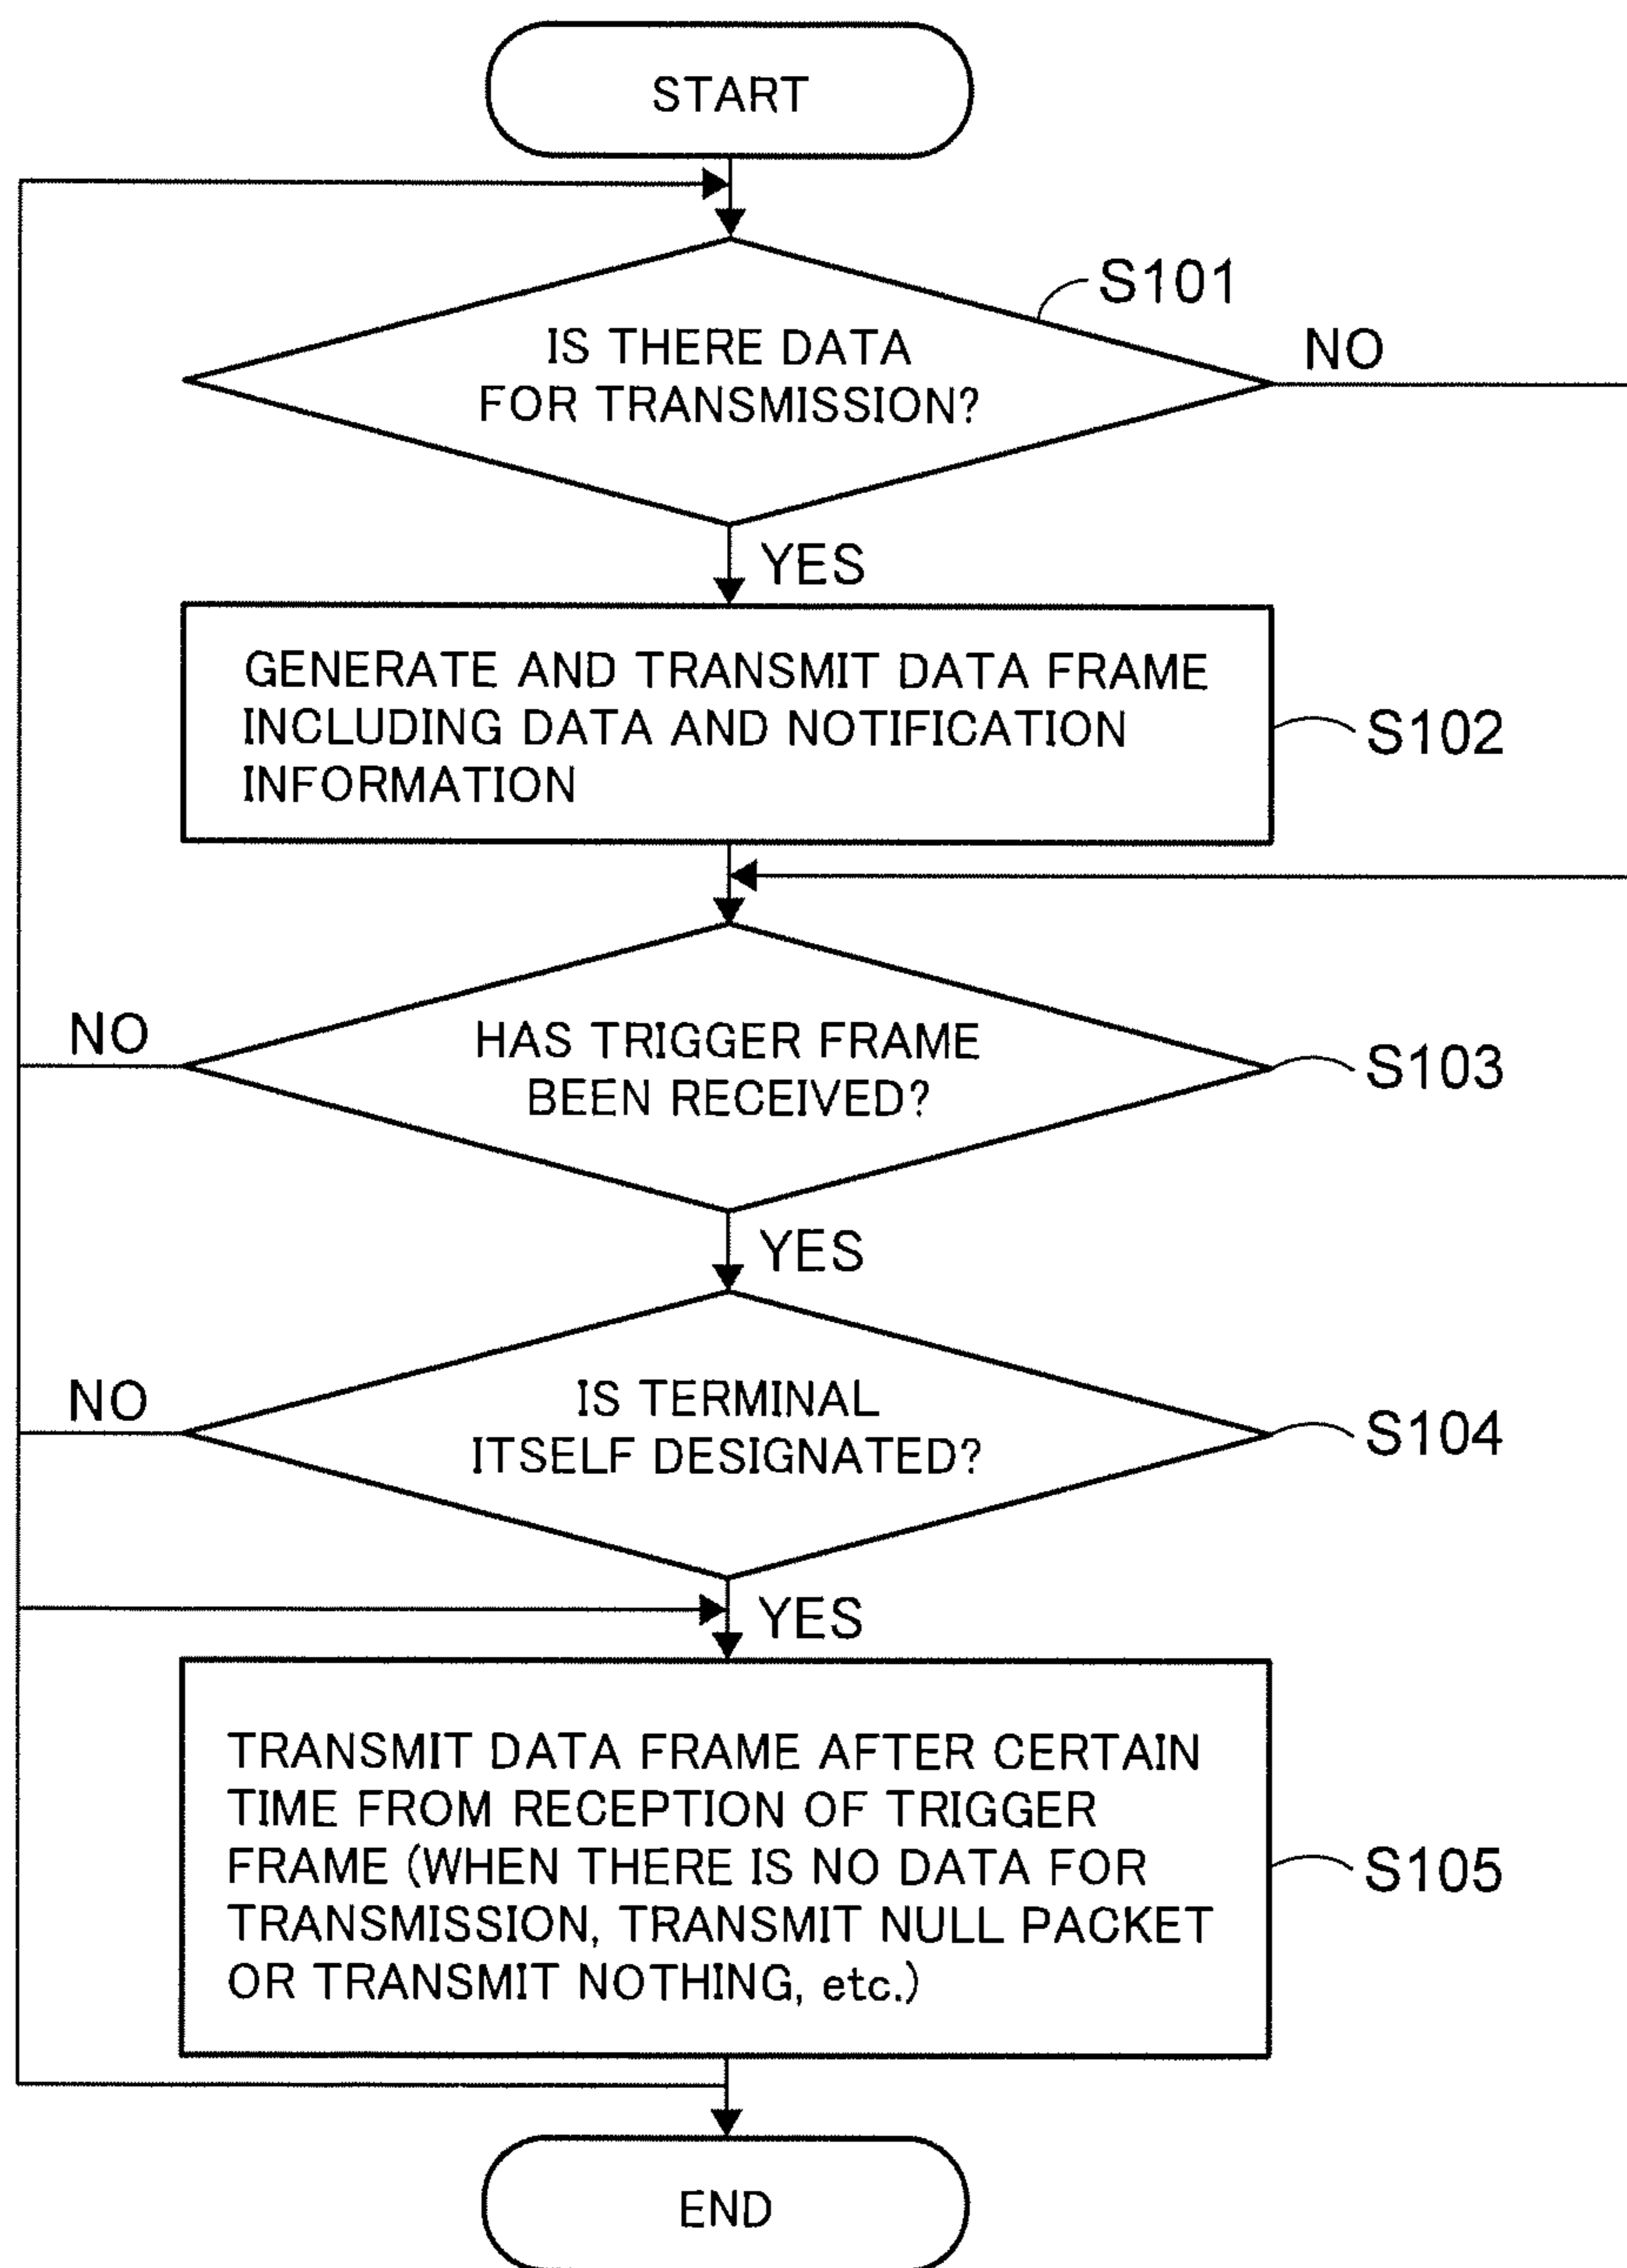 START
S101
IS THERE DATA
FOR TRANSMISSION?
NO
YES
GENERATE AND TRANSMIT DATA FRAME
INCLUDING DATA AND NOTIFICATION
INFORMATION
S102
NO
HAS TRIGGER FRAME
BEEN RECEIVED?
S103
YES
NO
IS TERMINAL
ITSELF DESIGNATED?
S104
YES
TRANSMIT DATA FRAME AFTER CERTAIN
TIME FROM RECEPTION OF TRIGGER
FRAME (WHEN THERE IS NO DATA FOR
TRANSMISSION, TRANSMIT NULL PACKET
OR TRANSMIT NOTHING, etc.)
S105
END